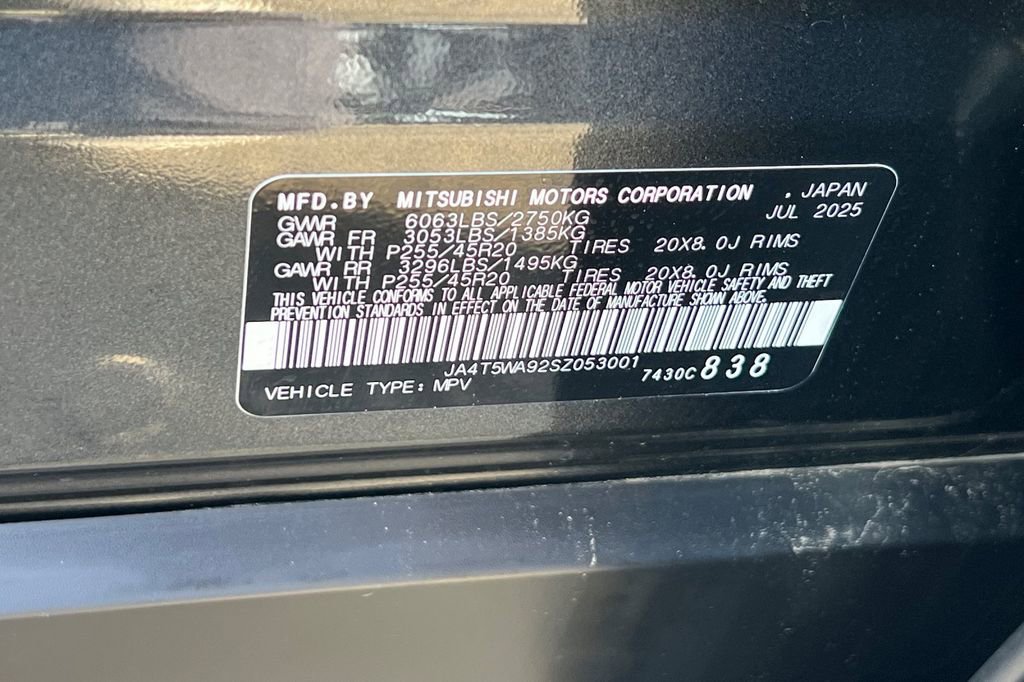 MFD.BY MITSUBISHI MOTORS CORPORATION . JAPAN
JUL 2025
GWWR 6063LBS/2750KG
GAWR FR 3053LBS/1385KG
WITH P255/45R20 TIRES 20X8.0J RIMS
GAWR RR 3296LBS/1495KG
WITH P255/45R20 TIRES 20X8.0J RIMS
THIS VEHICLE CONFORMS TO ALL APPLICABLE FEDERAL MOTOR VEHICLE SAFETY AND THEFT
PREVENTION STANDARDS IN EFFECT ON THE DATE OF MANUFACTURE SHOWN ABOVE.
JA4T5WA92SZ053001
7430C 838
VEHICLE TYPE: MPV